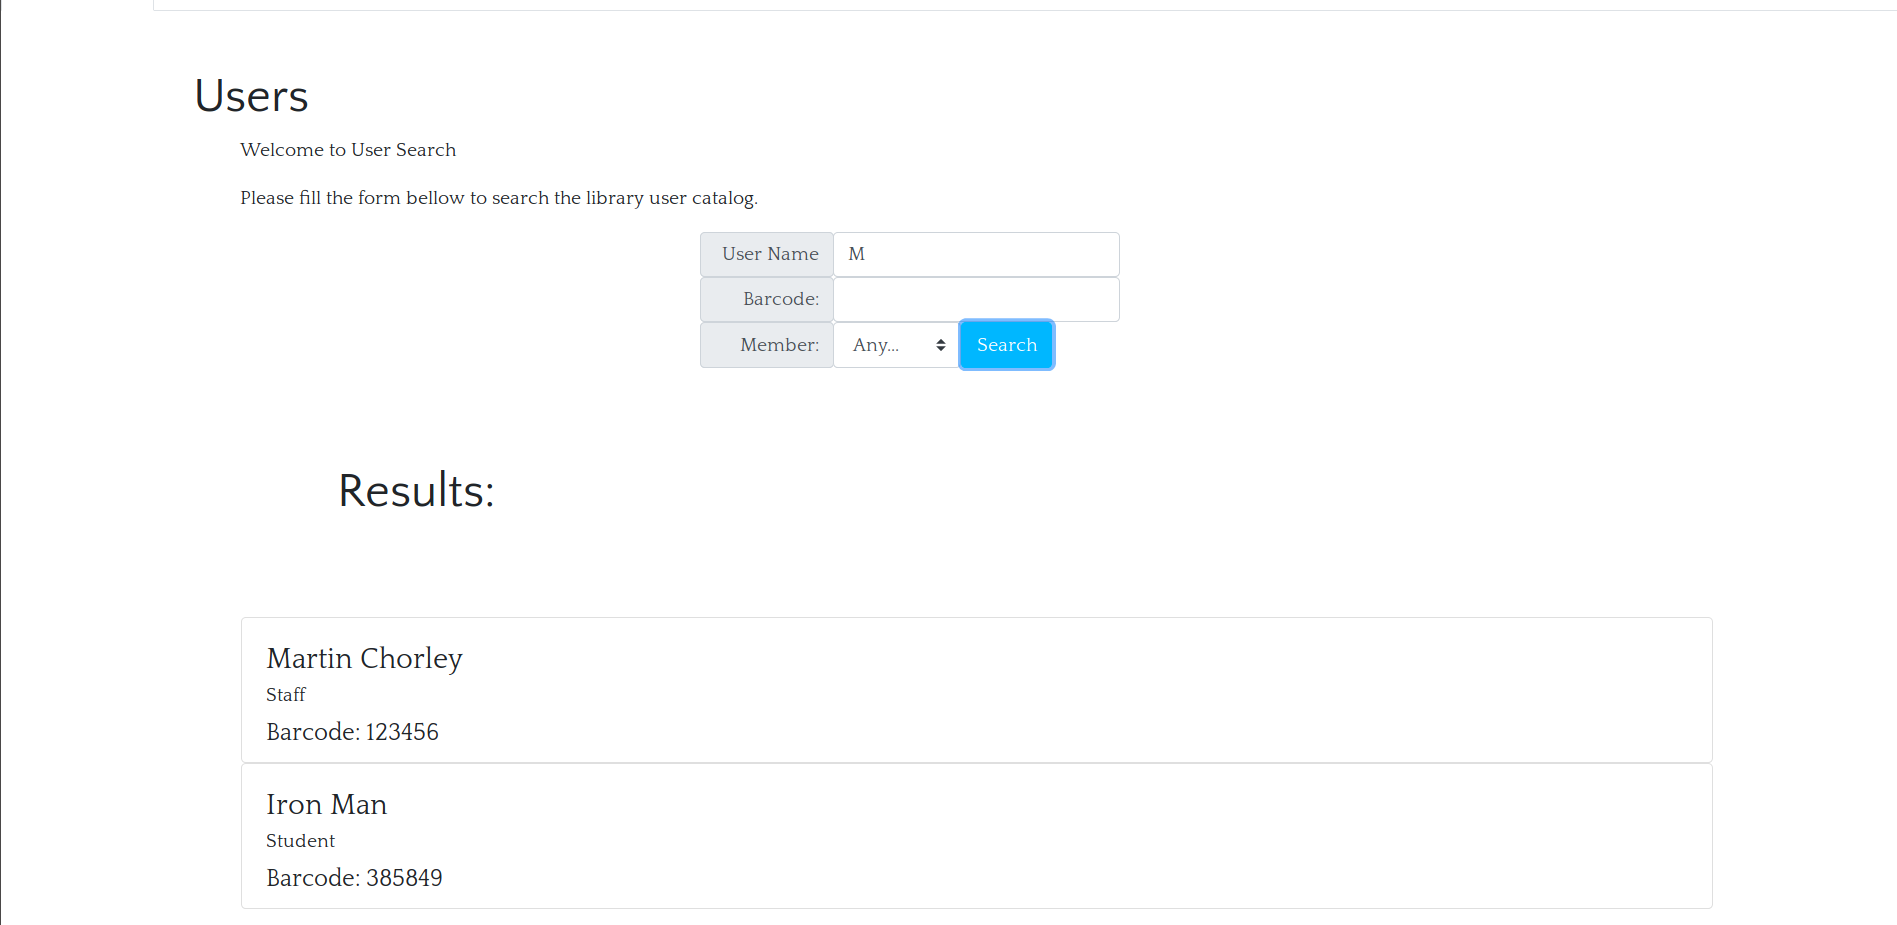 Users
Welcome to User Search
Please fill the form bellow to search the library user catalog.
User Name M
Barcode:
Member: Any... Search
Results:
Martin Chorley
Staff
Barcode: 123456
Iron Man
Student
Barcode: 385849